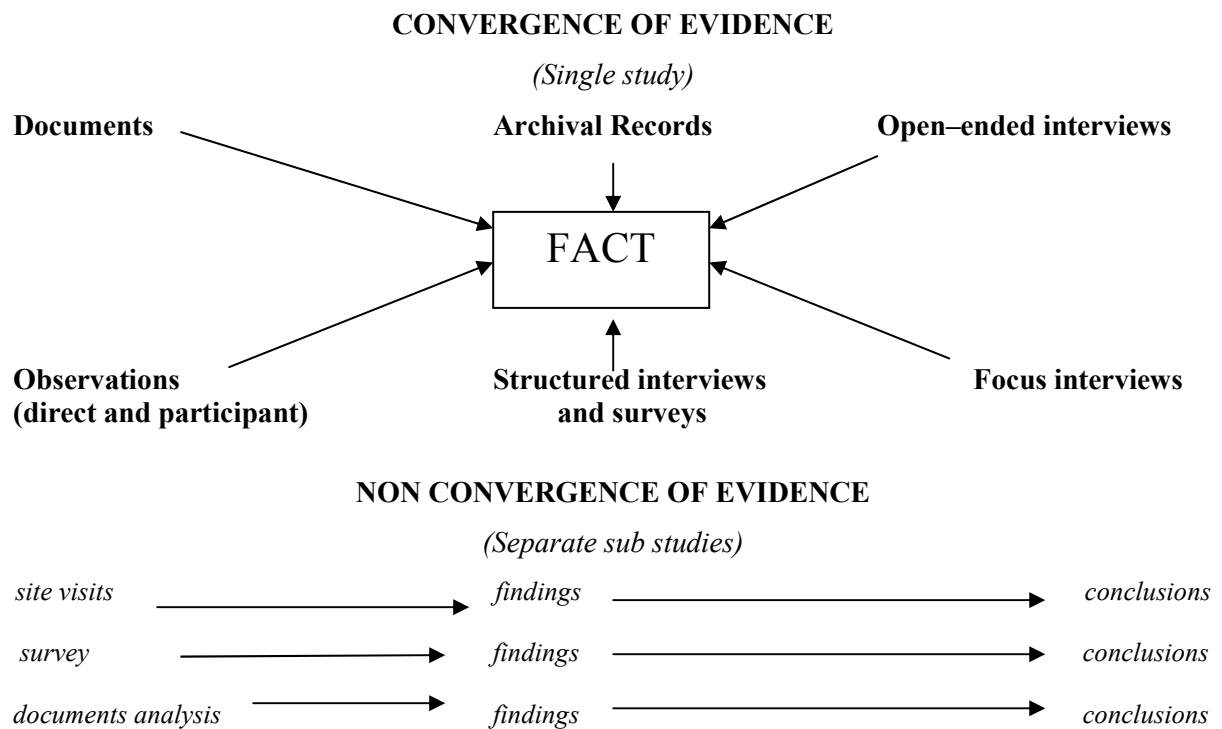 CONVERGENCE OF EVIDENCE
(Single study)
Documents
Archival Records
Open–ended interviews
FACT
Observations
(direct and participant)
Structured interviews
and surveys
Focus interviews
NON CONVERGENCE OF EVIDENCE
(Separate sub studies)
site visits findings conclusions
survey findings conclusions
documents analysis findings conclusions